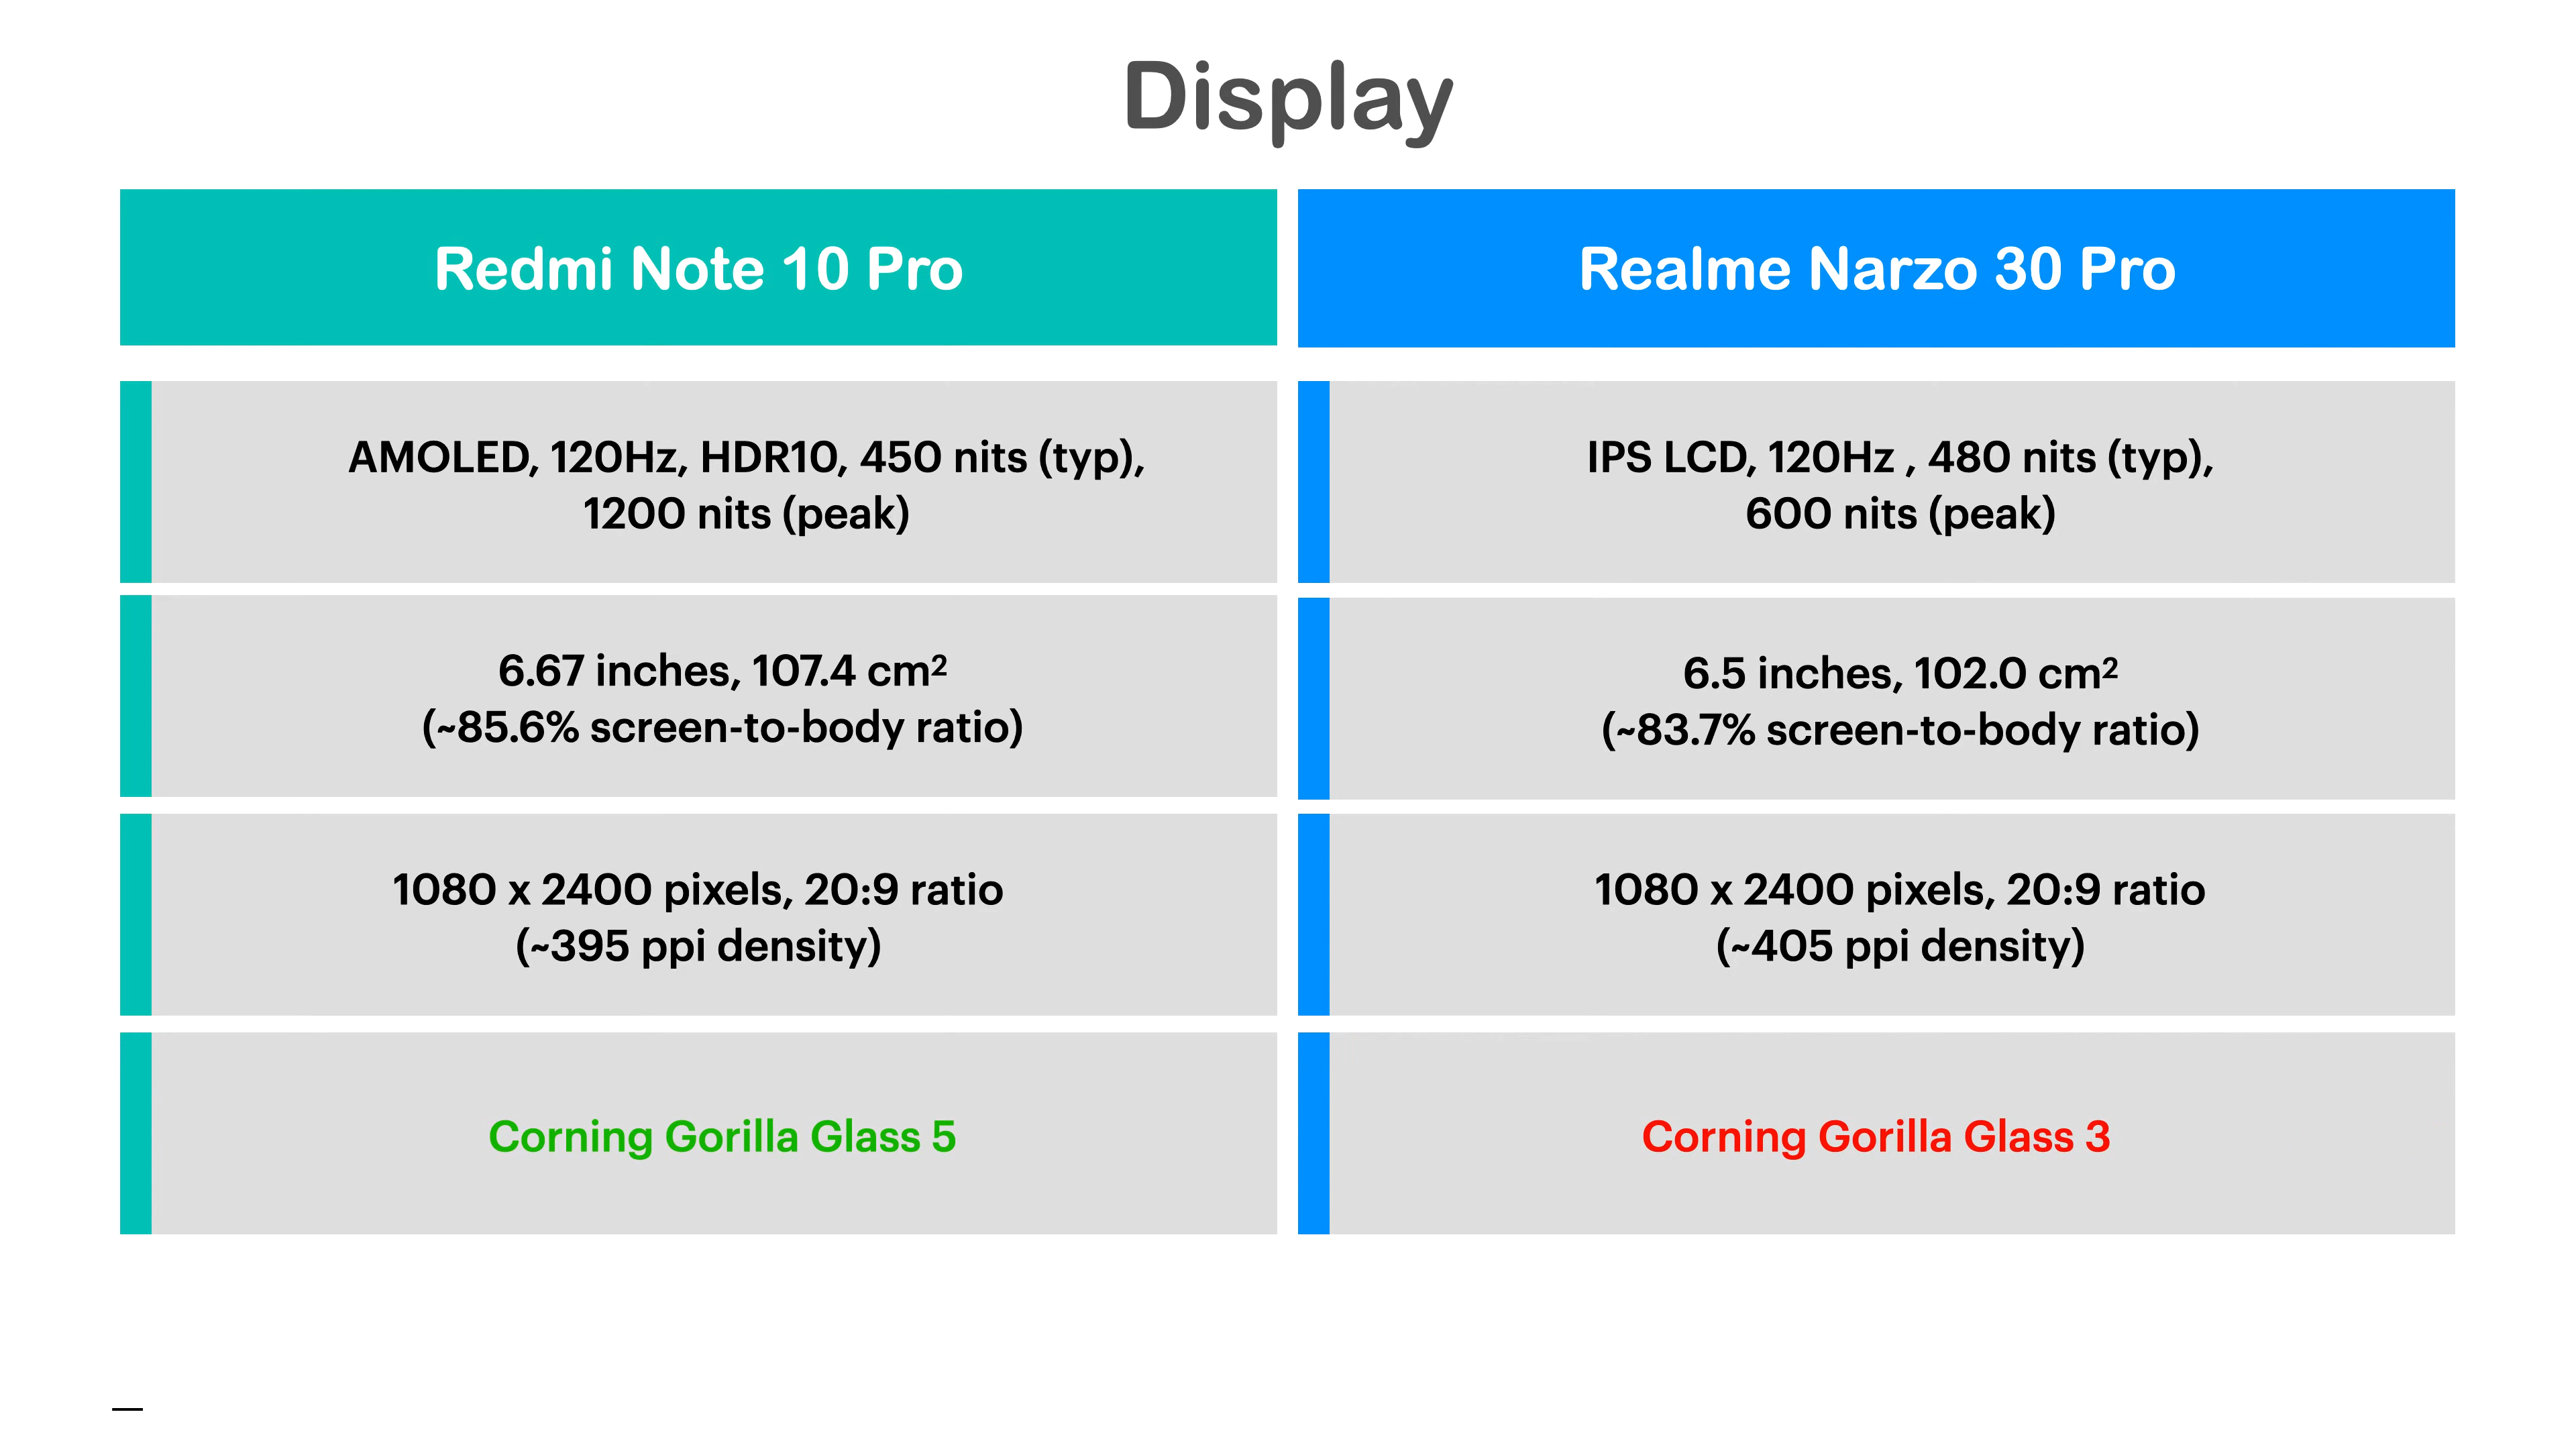 Display
Redmi Note 10 Pro
Realme Narzo 30 Pro
AMOLED, 120Hz, HDR10, 450 nits (typ),
1200 nits (peak)
IPS LCD, 120Hz , 480 nits (typ),
600 nits (peak)
6.67 inches, 107.4 cm²
(~85.6% screen-to-body ratio)
6.5 inches, 102.0 cm²
(~83.7% screen-to-body ratio)
1080 x 2400 pixels, 20:9 ratio
(~395 ppi density)
1080 x 2400 pixels, 20:9 ratio
(~405 ppi density)
Corning Gorilla Glass 5
Corning Gorilla Glass 3